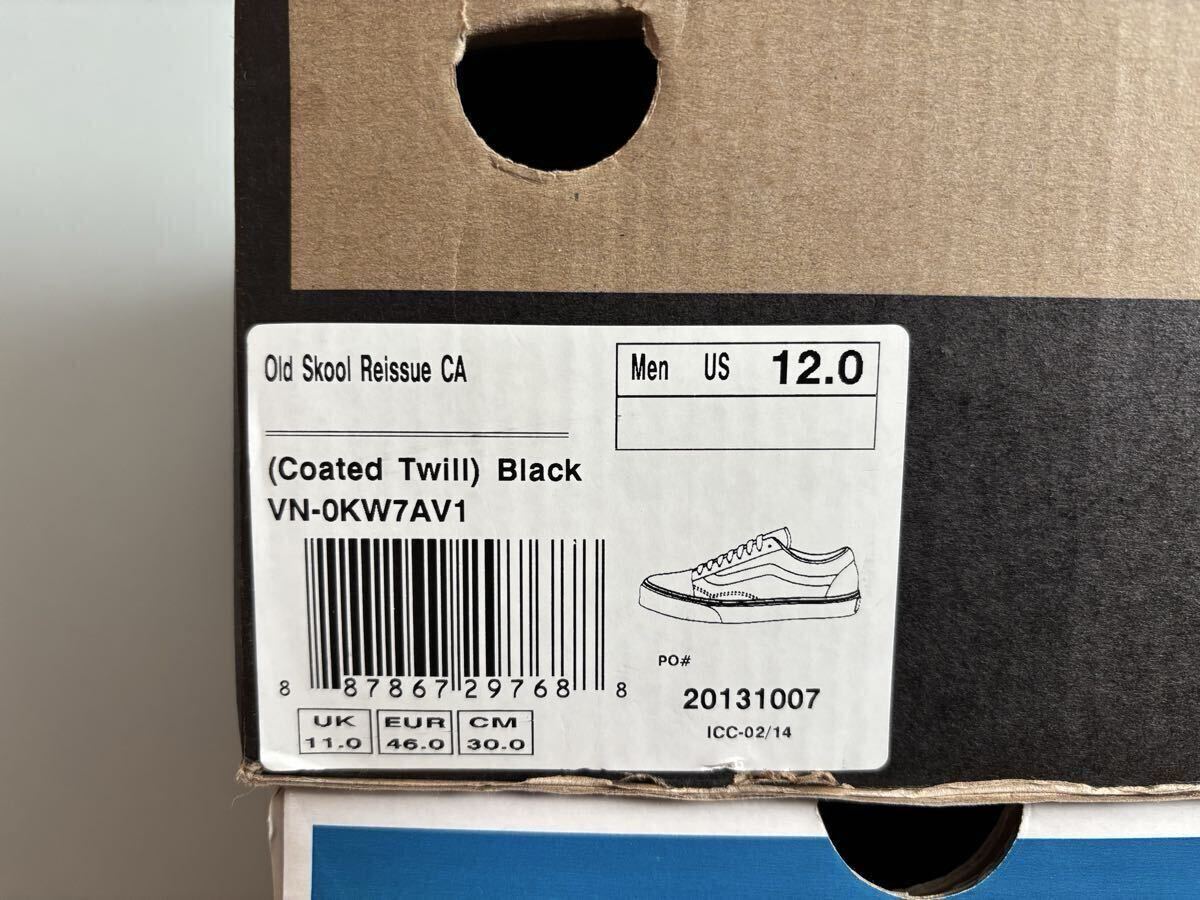 Old Skool Reissue CA
Men US 12.0
(Coated Twill) Black
VN-0KW7AV1
8 87867 29768 8
PO#
20131007
ICC-02/14
UK EUR CM
11.0 46.0 30.0